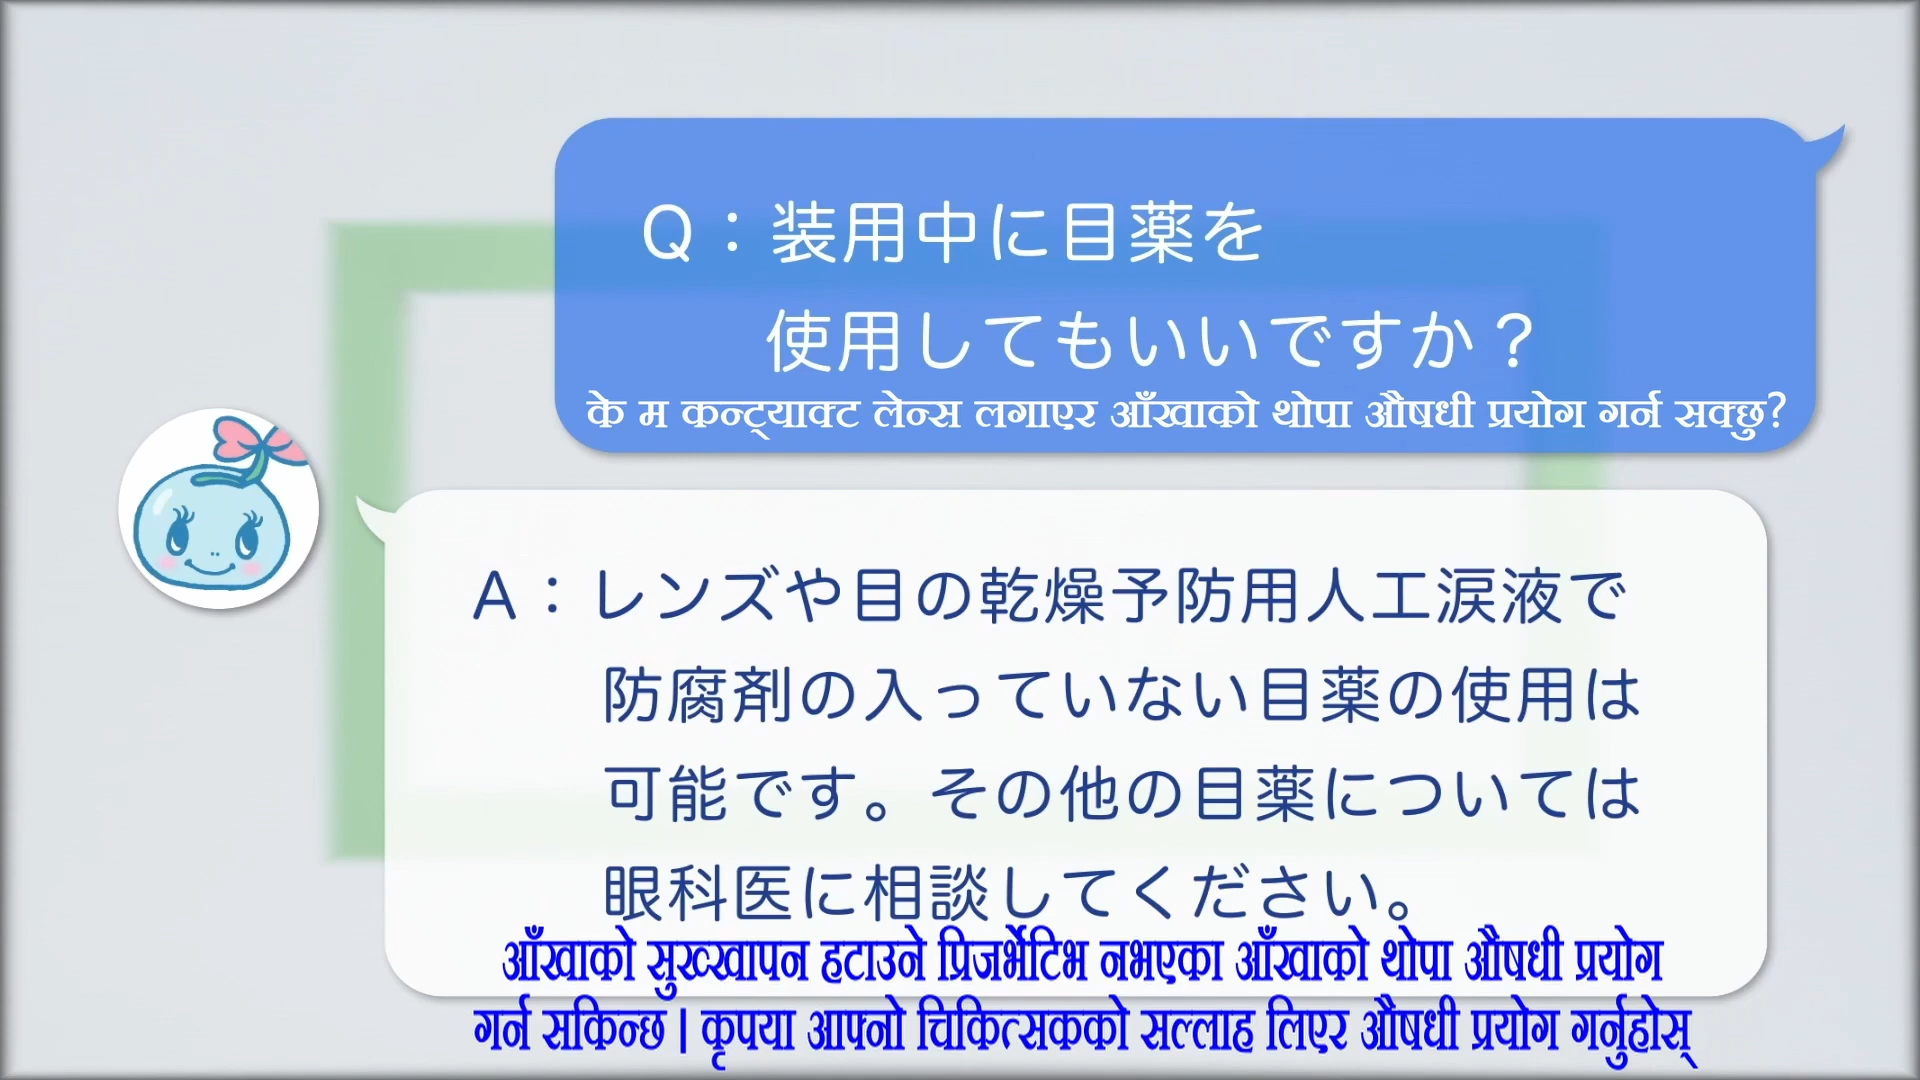 Q：装用中に目薬を
使用してもいいですか？
के म कन्ट्याक्ट लेन्स लगाएर आँखाको थोपा औषधी प्रयोग गर्न सक्छु?
A：レンズや目の乾燥予防用人工涙液で
防腐剤の入っていない目薬の使用は
可能です。その他の目薬については
眼科医に相談してください。
आँखाको सुख्खापन हटाउने प्रिजर्भेटिभ नभएका आँखाको थोपा औषधी प्रयोग
गर्न सकिन्छ । कृपया आफ्नो चिकित्सकको सल्लाह लिएर औषधी प्रयोग गर्नुहोस्